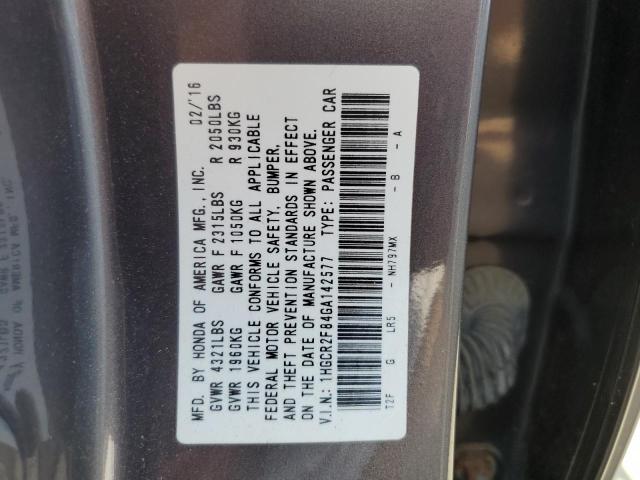 MFD. BY HONDA OF AMERICA MFG., INC. 02/'16
GVWR 4321LBS GAWR F 2315LBS R 2050LBS
GVWR 1960KG GAWR F 1050KG R 930KG
THIS VEHICLE CONFORMS TO ALL APPLICABLE
FEDERAL MOTOR VEHICLE SAFETY, BUMPER,
AND THEFT PREVENTION STANDARDS IN EFFECT
ON THE DATE OF MANUFACTURE SHOWN ABOVE.
V.I.N.: 1HGCR2F84GA142577 TYPE: PASSENGER CAR
T2F G LR5 - NH797MX - B - A